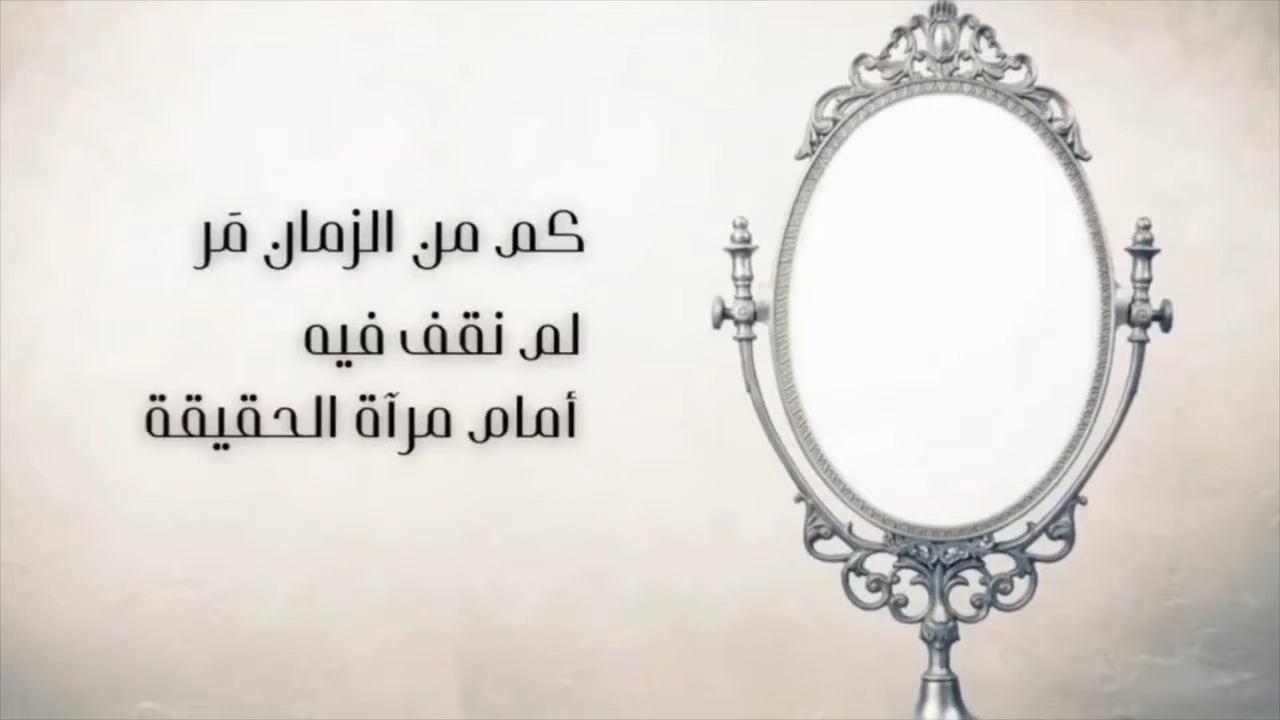 كم من الزمان مَر
لم نقف فيه
أمام مرآة الحقيقة